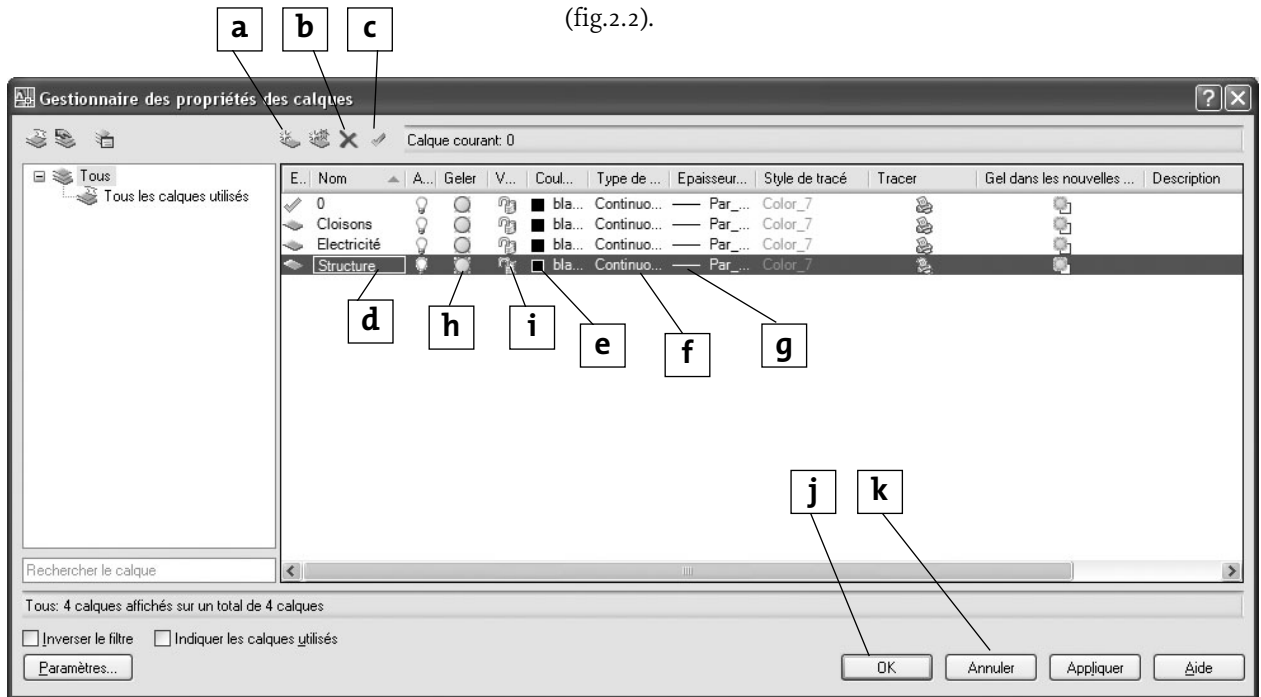 (fig.2.2).
a b c
Gestionnaire des propriétés des calques
Calque courant: 0
Tous
Tous les calques utilisés
E.. Nom A... Geler V... Coul... Type de ... Epaisseur... Style de tracé Tracer Gel dans les nouvelles ... Description
0 bla... Continuo... Par_... Color_7
Cloisons bla... Continuo... Par_... Color_7
Electricité bla... Continuo... Par_... Color_7
Structure bla... Continuo... Par_... Color_7
d h i e f g
j k
Rechercher le calque
Tous: 4 calques affichés sur un total de 4 calques
Inverser le filtre Indiquer les calques utilisés
Paramètres... OK Annuler Appliquer Aide